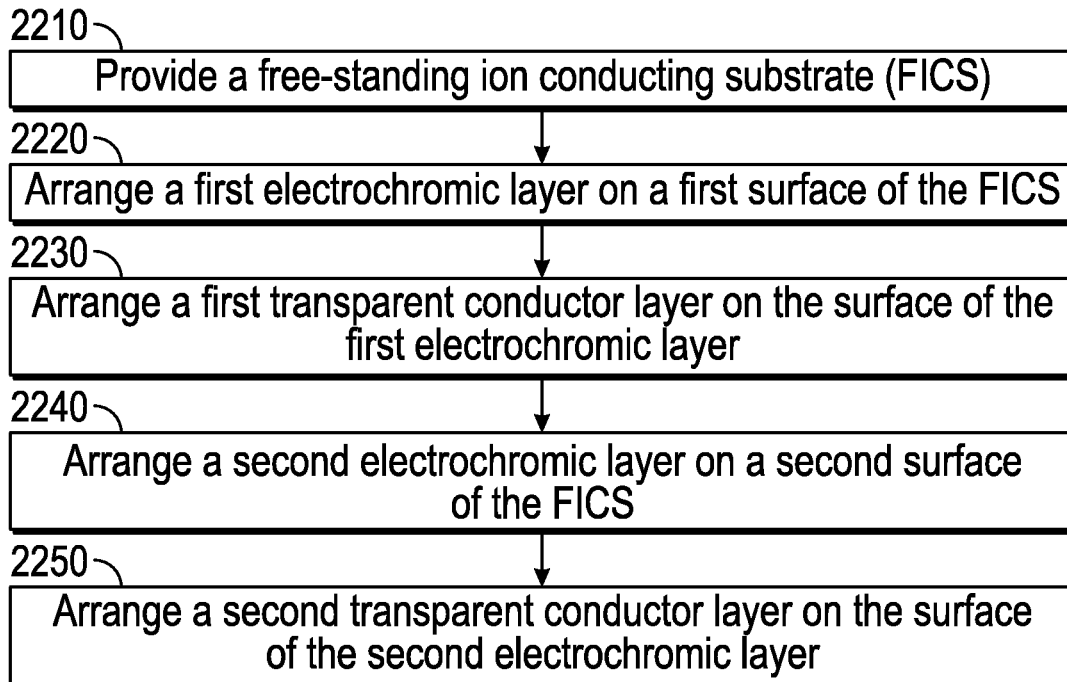 2210
Provide a free-standing ion conducting substrate (FICS)
2220
Arrange a first electrochromic layer on a first surface of the FICS
2230
Arrange a first transparent conductor layer on the surface of the
first electrochromic layer
2240
Arrange a second electrochromic layer on a second surface
of the FICS
2250
Arrange a second transparent conductor layer on the surface
of the second electrochromic layer